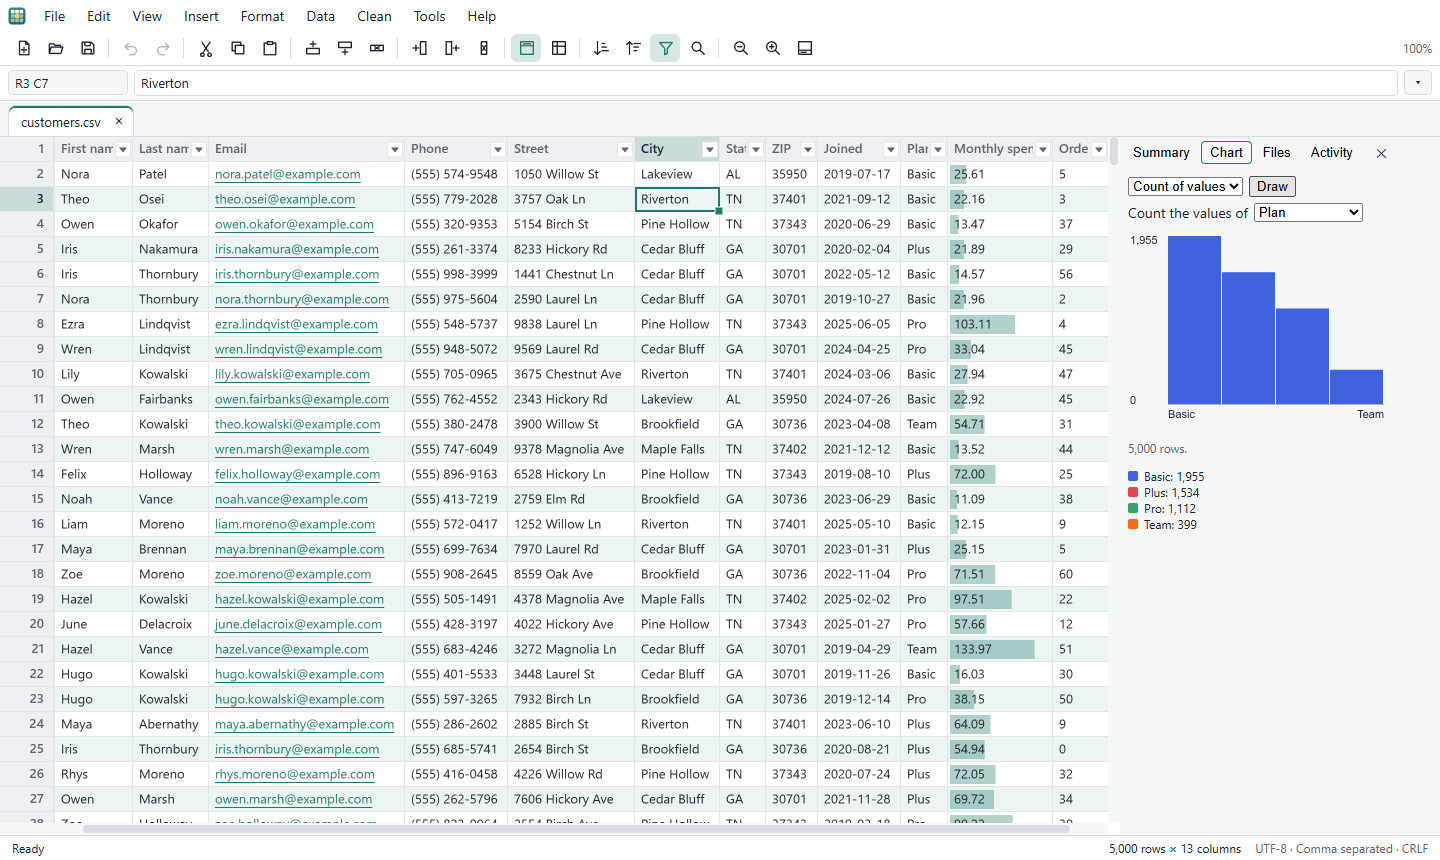 File Edit View Insert Format Data Clean Tools Help
100%
R3 C7 Riverton
customers.csv ×
1 First nam Last nam Email Phone Street City Stat ZIP Joined Plan Monthly spen Orde
2 Nora Patel nora.patel@example.com (555) 574-9548 1050 Willow St Lakeview AL 35950 2019-07-17 Basic 25.61 5
3 Theo Osei theo.osei@example.com (555) 779-2028 3757 Oak Ln Riverton TN 37401 2021-09-12 Basic 22.16 3
4 Owen Okafor owen.okafor@example.com (555) 320-9353 5154 Birch St Pine Hollow TN 37343 2020-06-29 Basic 13.47 37
5 Iris Nakamura iris.nakamura@example.com (555) 261-3374 8233 Hickory Rd Cedar Bluff GA 30701 2020-02-04 Plus 21.89 29
6 Iris Thornbury iris.thornbury@example.com (555) 998-3999 1441 Chestnut Ln Cedar Bluff GA 30701 2022-05-12 Basic 14.57 56
7 Nora Thornbury nora.thornbury@example.com (555) 975-5604 2590 Laurel Ln Cedar Bluff GA 30701 2019-10-27 Basic 21.96 2
8 Ezra Lindqvist ezra.lindqvist@example.com (555) 548-5737 9838 Laurel Ln Pine Hollow TN 37343 2025-06-05 Pro 103.11 4
9 Wren Lindqvist wren.lindqvist@example.com (555) 948-5072 9569 Laurel Rd Cedar Bluff GA 30701 2024-04-25 Pro 33.04 45
10 Lily Kowalski lily.kowalski@example.com (555) 705-0965 3675 Chestnut Ave Riverton TN 37401 2024-03-06 Basic 27.94 47
11 Owen Fairbanks owen.fairbanks@example.com (555) 762-4552 2343 Hickory Rd Lakeview AL 35950 2024-07-26 Basic 22.92 45
12 Theo Kowalski theo.kowalski@example.com (555) 380-2478 3900 Willow St Brookfield GA 30736 2023-04-08 Team 54.71 31
13 Wren Marsh wren.marsh@example.com (555) 747-6049 9378 Magnolia Ave Maple Falls TN 37402 2021-12-12 Basic 13.52 44
14 Felix Holloway felix.holloway@example.com (555) 896-9163 6528 Hickory Ln Pine Hollow TN 37343 2019-08-10 Plus 72.00 25
15 Noah Vance noah.vance@example.com (555) 413-7219 2759 Elm Rd Brookfield GA 30736 2023-06-29 Basic 11.09 38
16 Liam Moreno liam.moreno@example.com (555) 572-0417 1252 Willow Ln Riverton TN 37401 2025-05-10 Basic 12.15 9
17 Maya Brennan maya.brennan@example.com (555) 699-7634 7970 Laurel Rd Cedar Bluff GA 30701 2023-01-31 Plus 25.15 5
18 Zoe Moreno zoe.moreno@example.com (555) 908-2645 8559 Oak Ave Brookfield GA 30736 2022-11-04 Pro 71.51 60
19 Hazel Kowalski hazel.kowalski@example.com (555) 505-1491 4378 Magnolia Ave Maple Falls TN 37402 2025-02-02 Pro 97.51 22
20 June Delacroix june.delacroix@example.com (555) 428-3197 4022 Hickory Ave Pine Hollow TN 37343 2025-01-27 Pro 57.66 12
21 Hazel Vance hazel.vance@example.com (555) 683-4246 3272 Magnolia Ln Cedar Bluff GA 30701 2019-04-29 Team 133.97 51
22 Hugo Kowalski hugo.kowalski@example.com (555) 401-5533 3448 Laurel St Cedar Bluff GA 30701 2019-11-26 Basic 16.03 30
23 Hugo Kowalski hugo.kowalski@example.com (555) 597-3265 7932 Birch Ln Brookfield GA 30736 2019-12-14 Pro 38.15 50
24 Maya Abernathy maya.abernathy@example.com (555) 286-2602 2885 Birch St Riverton TN 37401 2023-06-10 Plus 64.09 9
25 Iris Thornbury iris.thornbury@example.com (555) 685-5741 2654 Birch St Brookfield GA 30736 2020-08-21 Plus 54.94 0
26 Rhys Moreno rhys.moreno@example.com (555) 416-0458 4226 Willow Rd Pine Hollow TN 37343 2020-07-24 Plus 72.05 32
27 Owen Marsh owen.marsh@example.com (555) 262-5796 7606 Hickory Ave Cedar Bluff GA 30701 2021-11-28 Plus 69.72 34
Summary Chart Files Activity
Count of values Draw
Count the values of Plan
1,955
0
Basic Team
5,000 rows.
Basic: 1,955
Plus: 1,534
Pro: 1,112
Team: 399
Ready 5,000 rows × 13 columns UTF-8 · Comma separated · CRLF